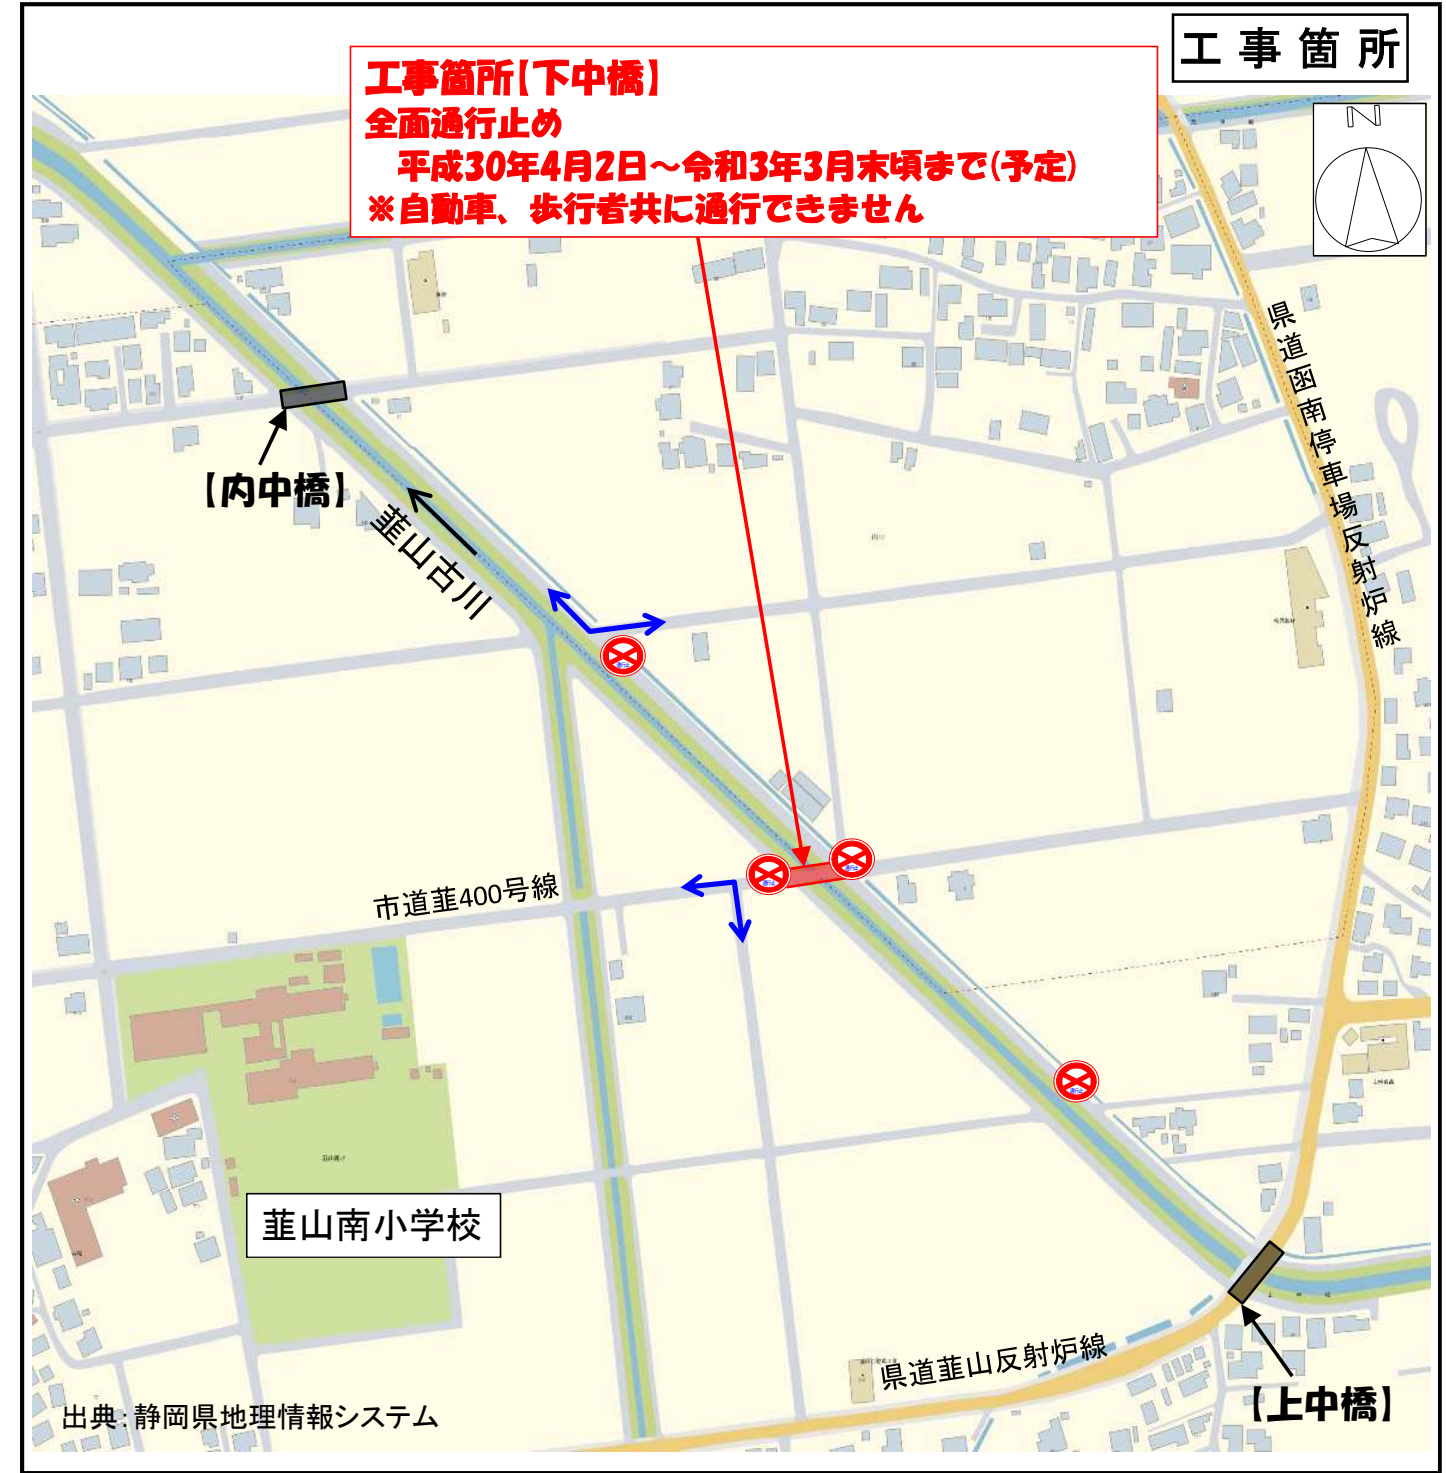 工事箇所
工事箇所【下中橋】
全面通行止め
平成30年4月2日～令和3年3月末頃まで(予定)
※自動車、歩行者共に通行できません
N
県道函南停車場反射炉線
【内中橋】
韮山古川
市道韮400号線
韮山南小学校
県道韮山反射炉線
【上中橋】
出典：静岡県地理情報システム